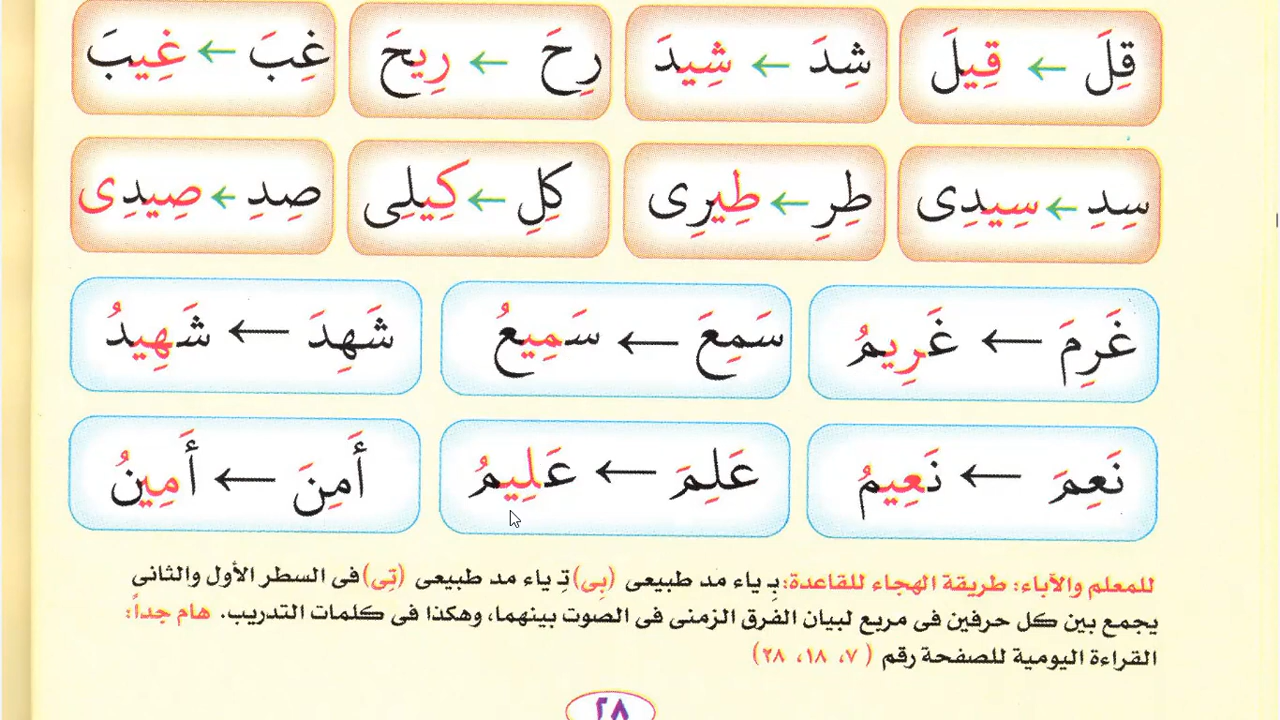 قِلَ ← قِيلَ شِدَ ← شِيدَ رِحَ ← رِيحَ غِبَ ← غِيبَ
سِدِ ← سِيدِى طِرِ ← طِيرِى كِلِ ← كِيلِى صِدِ ← صِيدِى
غَرِمَ ← غَرِيمُ سَمِعَ ← سَمِيعُ شَهِدَ ← شَهِيدُ
نَعِمَ ← نَعِيمُ عَلِمَ ← عَلِيمُ أَمِنَ ← أَمِينُ
للمعلم والآباء: طريقة الهجاء للقاعدة: بِـ ياء مد طبيعى (بِى) تِـ ياء مد طبيعى (تِى) فى السطر الأول والثانى
يجمع بين كل حرفين فى مربع لبيان الفرق الزمنى فى الصوت بينهما، وهكذا فى كلمات التدريب. هام جداً:
القراءة اليومية للصفحة رقم (٧، ١٨، ٢٨)
٢٨